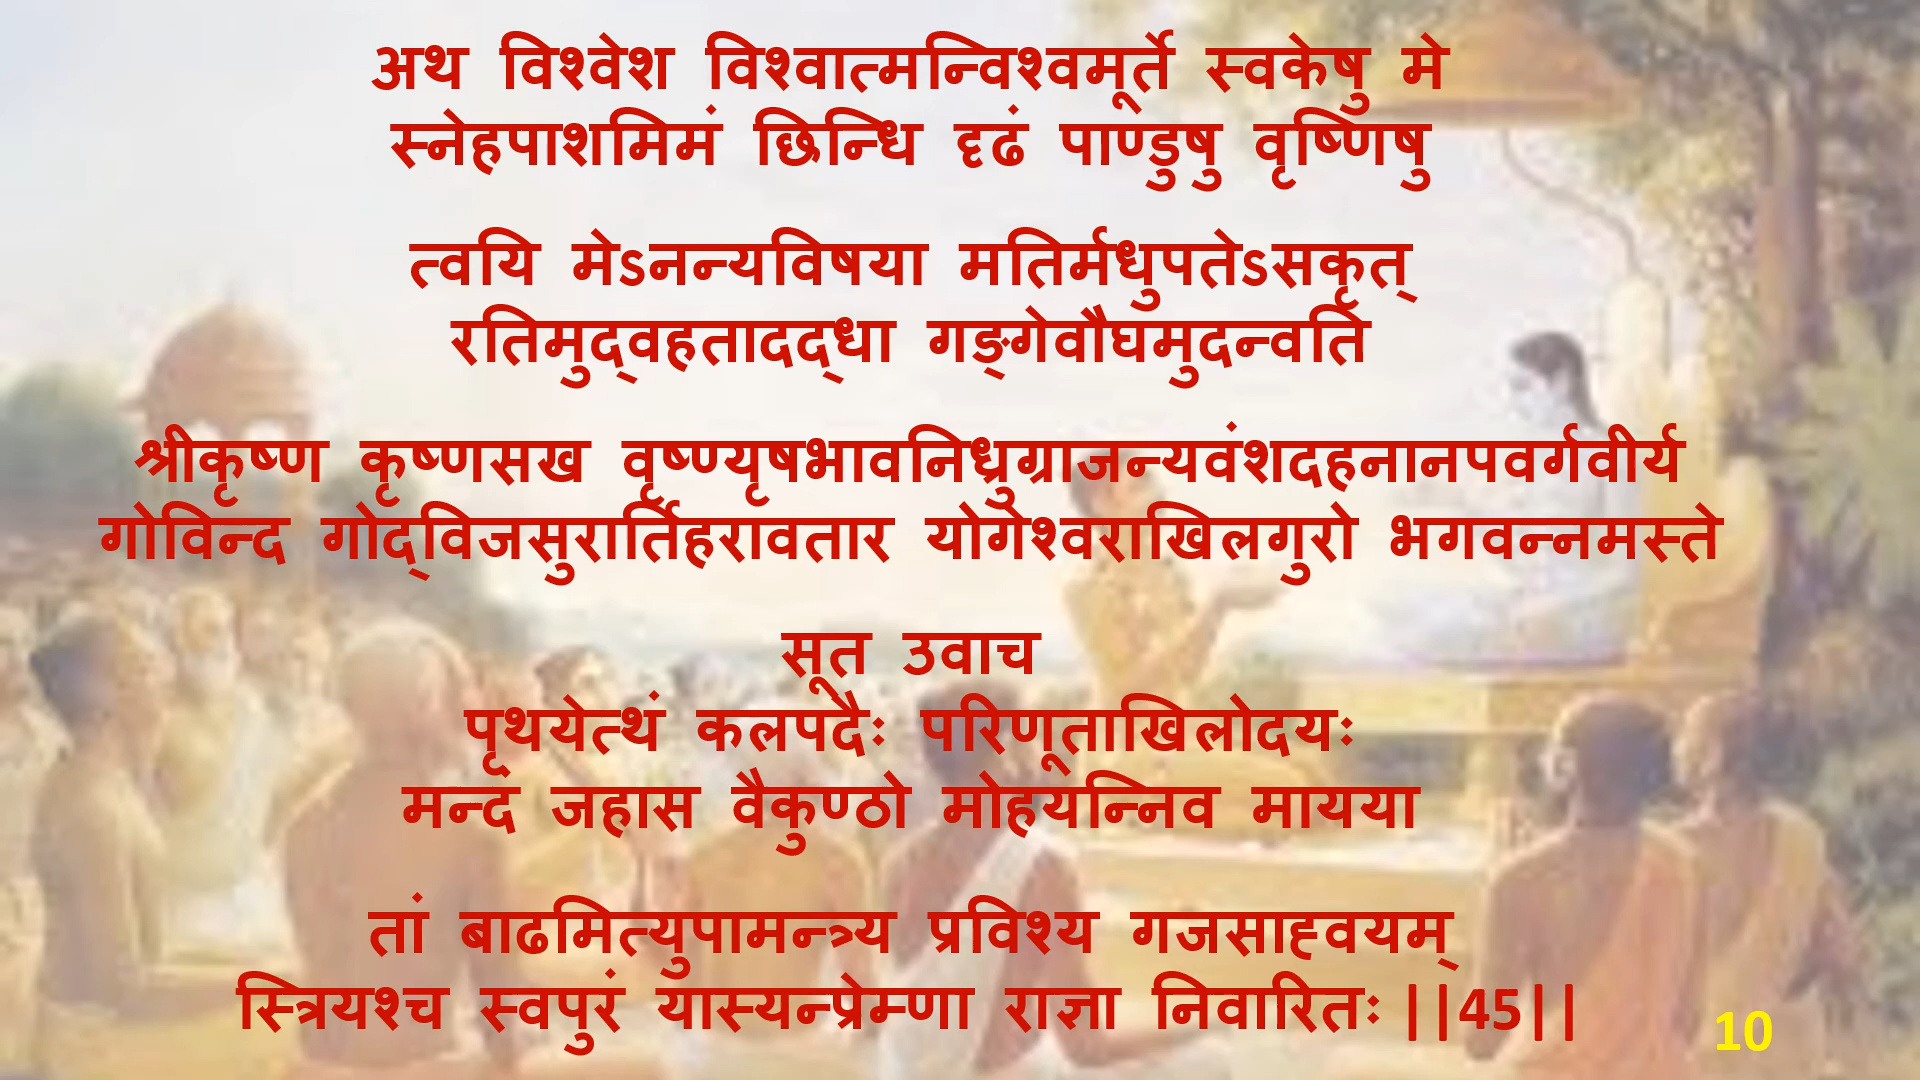 अथ विश्वेश विश्वात्मन्विश्वमूर्ते स्वकेषु मे
स्नेहपाशमिमं छिन्धि दृढं पाण्डुषु वृष्णिषु
त्वयि मेऽनन्यविषया मतिर्मधुपतेऽसकृत्
रतिमुद्वहतादद्धा गङ्गेवौघमुदन्वति
श्रीकृष्ण कृष्णसख वृष्ण्यृषभावनिध्रुग्राजन्यवंशदहनानपवर्गवीर्य
गोविन्द गोद्विजसुरार्तिहरावतार योगेश्वराखिलगुरो भगवन्नमस्ते
सूत उवाच
पृथयेत्थं कलपदैः परिणूताखिलोदयः
मन्दं जहास वैकुण्ठो मोहयन्निव मायया
तां बाढमित्युपामन्त्र्य प्रविश्य गजसाह्वयम्
स्त्रियश्च स्वपुरं यास्यन्प्रेम्णा राज्ञा निवारितः ||45||
10